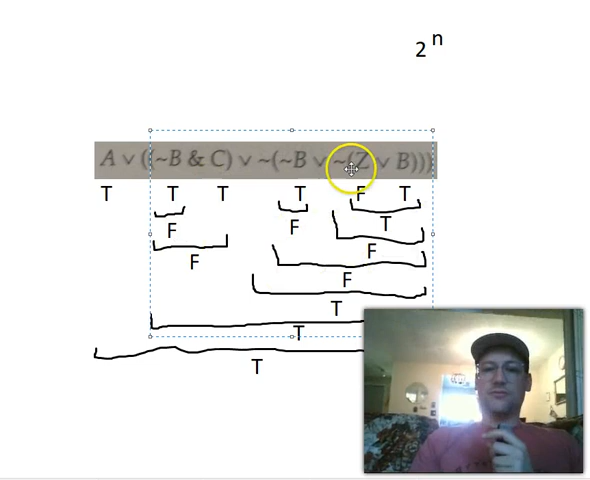 2 n
A ∨ ((~B & C) ∨ ~(~B ∨ ~(Z ∨ B)))
T T T T F T
F F T
F F
F
T
T
T